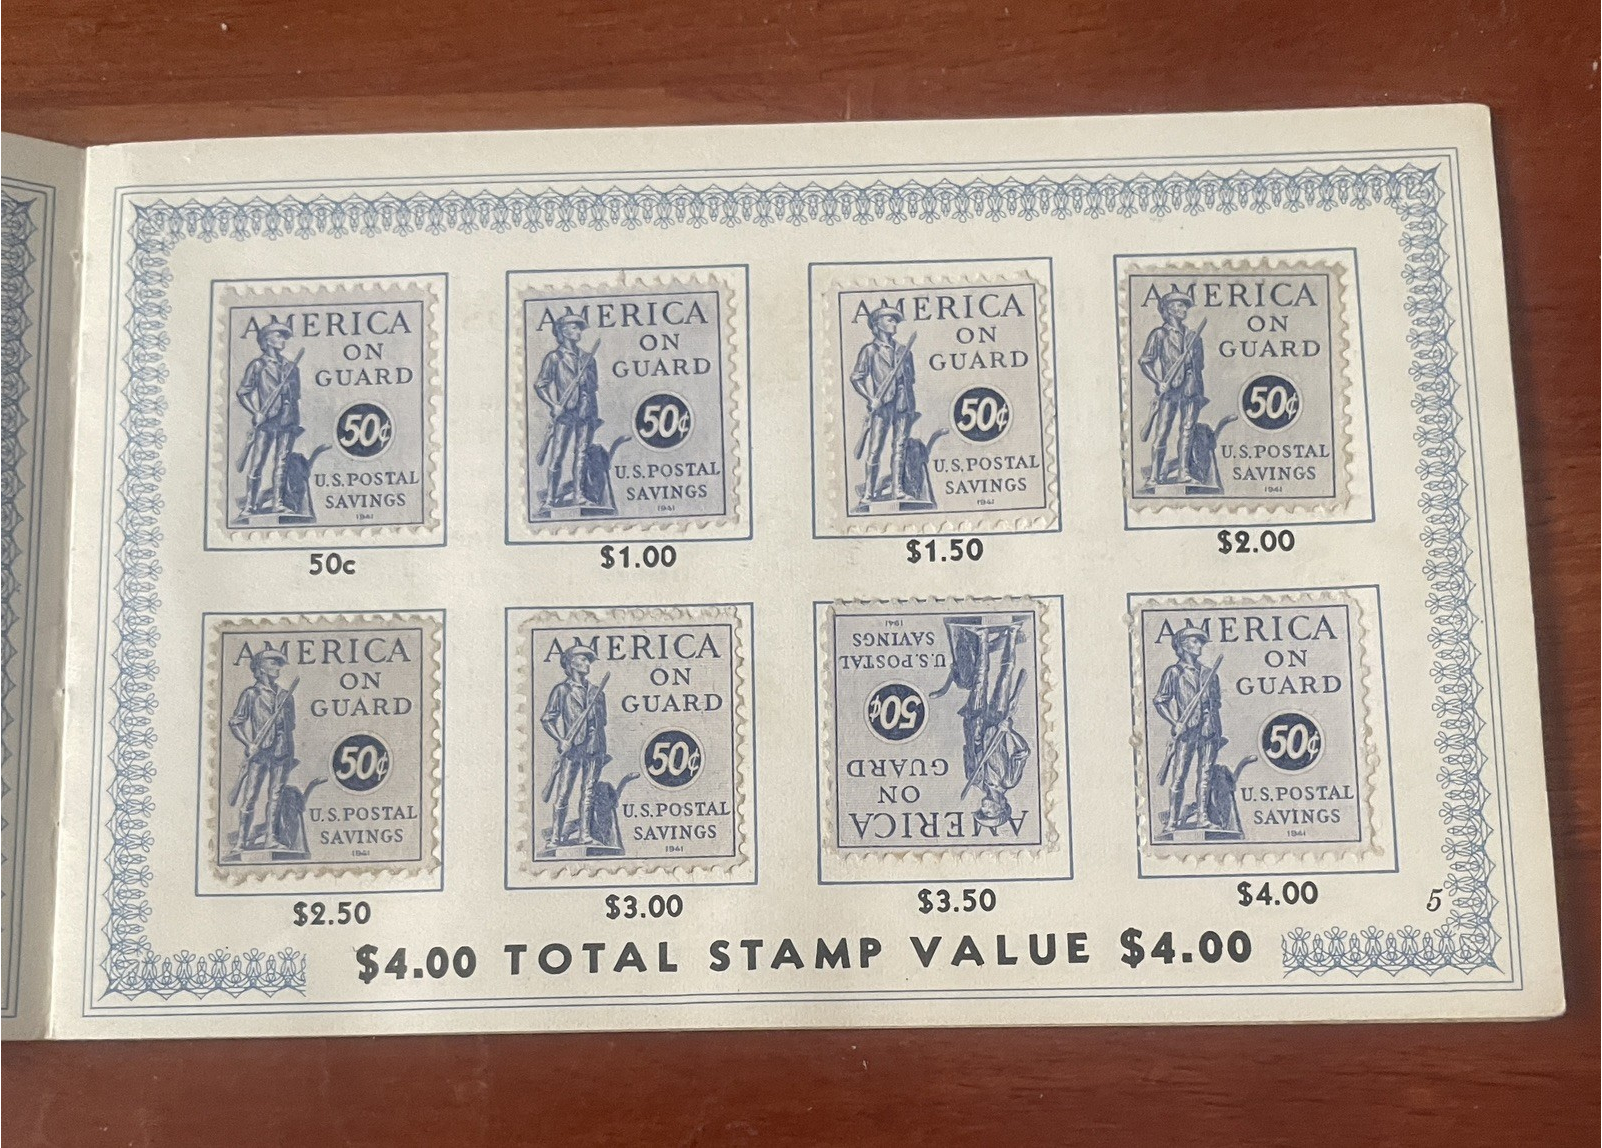 AMERICA
ON
GUARD
50¢
U.S. POSTAL
SAVINGS
1941
50c
AMERICA
ON
GUARD
50¢
U.S. POSTAL
SAVINGS
1941
$1.00
AMERICA
ON
GUARD
50¢
U.S. POSTAL
SAVINGS
1941
$1.50
AMERICA
ON
GUARD
50¢
U.S. POSTAL
SAVINGS
1941
$2.00
AMERICA
ON
GUARD
50¢
U.S. POSTAL
SAVINGS
1941
$2.50
AMERICA
ON
GUARD
50¢
U.S. POSTAL
SAVINGS
1941
$3.00
AMERICA
ON
GUARD
50¢
U.S. POSTAL
SAVINGS
1941
$3.50
AMERICA
ON
GUARD
50¢
U.S. POSTAL
SAVINGS
1941
$4.00
5
$4.00 TOTAL STAMP VALUE $4.00